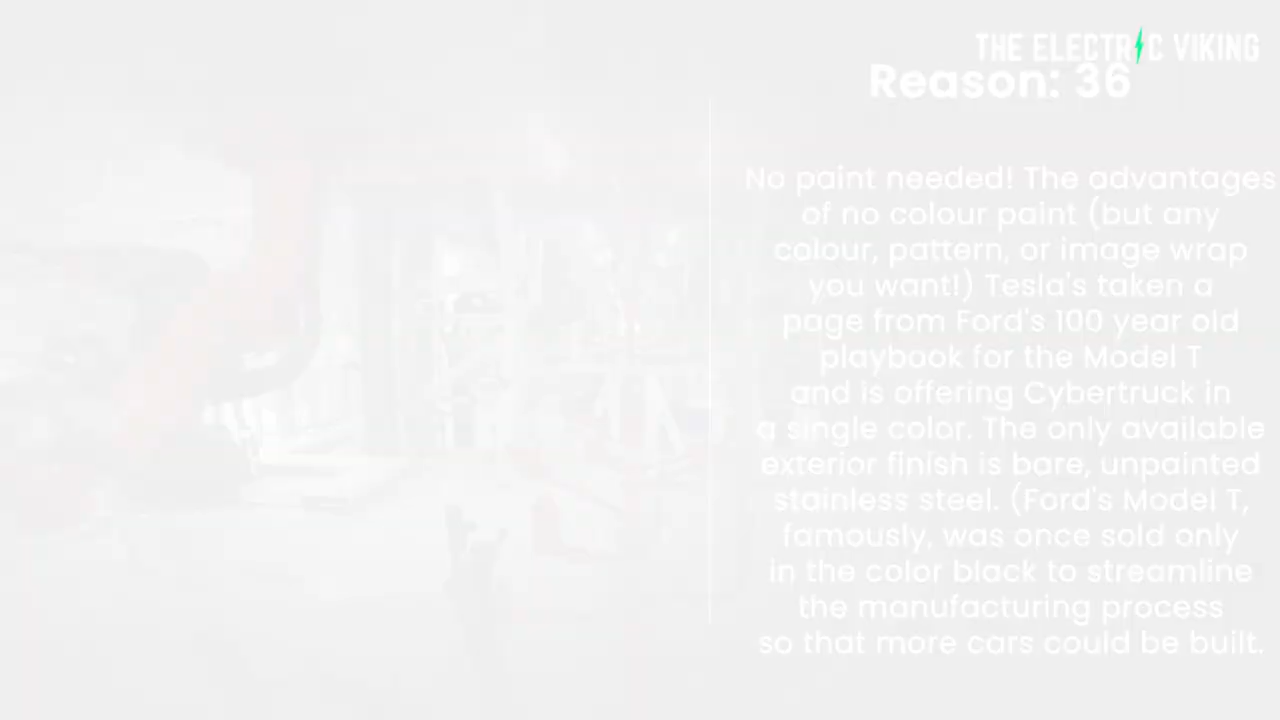 THE ELECTRIC VIKING
Reason: 36
No paint needed! The advantages
of no colour paint (but any
colour, pattern, or image wrap
you want!) Tesla's taken a
page from Ford's 100 year old
playbook for the Model T
and is offering Cybertruck in
a single color. The only available
exterior finish is bare, unpainted
stainless steel. (Ford's Model T,
famously, was once sold only
in the color black to streamline
the manufacturing process
so that more cars could be built.